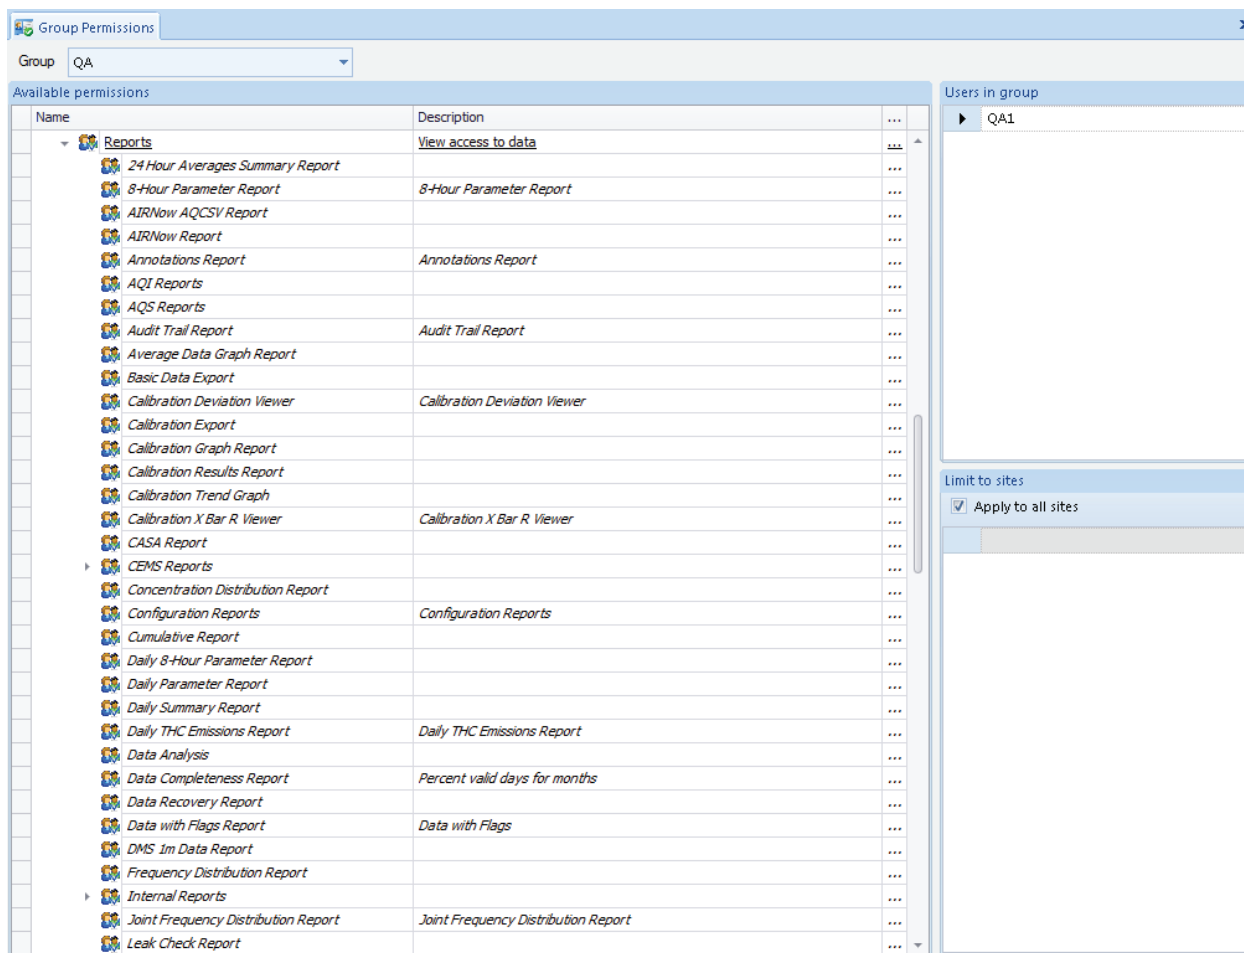 Group Permissions
Group QA
Available permissions
Name Description ...
Reports View access to data ...
24 Hour Averages Summary Report ...
8-Hour Parameter Report 8-Hour Parameter Report ...
AIRNow AQCSV Report ...
AIRNow Report ...
Annotations Report Annotations Report ...
AQI Reports ...
AQS Reports ...
Audit Trail Report Audit Trail Report ...
Average Data Graph Report ...
Basic Data Export ...
Calibration Deviation Viewer Calibration Deviation Viewer ...
Calibration Export ...
Calibration Graph Report ...
Calibration Results Report ...
Calibration Trend Graph ...
Calibration X Bar R Viewer Calibration X Bar R Viewer ...
CASA Report ...
CEMS Reports ...
Concentration Distribution Report ...
Configuration Reports Configuration Reports ...
Cumulative Report ...
Daily 8-Hour Parameter Report ...
Daily Parameter Report ...
Daily Summary Report ...
Daily THC Emissions Report Daily THC Emissions Report ...
Data Analysis ...
Data Completeness Report Percent valid days for months ...
Data Recovery Report ...
Data with Flags Report Data with Flags ...
DMS 1m Data Report ...
Frequency Distribution Report ...
Internal Reports ...
Joint Frequency Distribution Report Joint Frequency Distribution Report ...
Leak Check Report ...
Users in group
QA1
Limit to sites
Apply to all sites